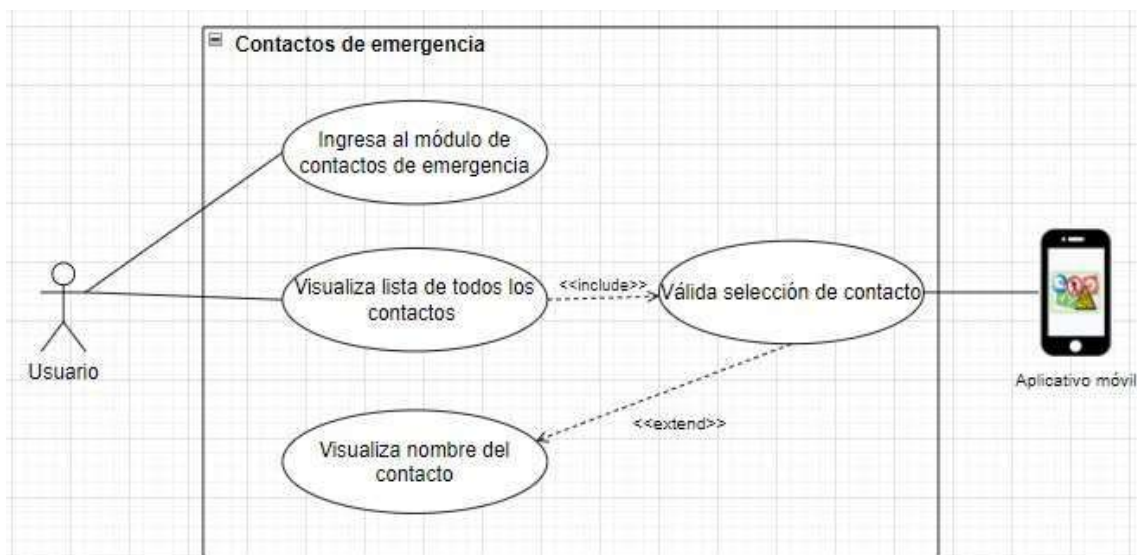 Contactos de emergencia
Ingresa al módulo de
contactos de emergencia
Visualiza lista de todos los
contactos
<<include>>
Válida selección de contacto
Usuario
Aplicativo móvil
<<extend>>
Visualiza nombre del
contacto